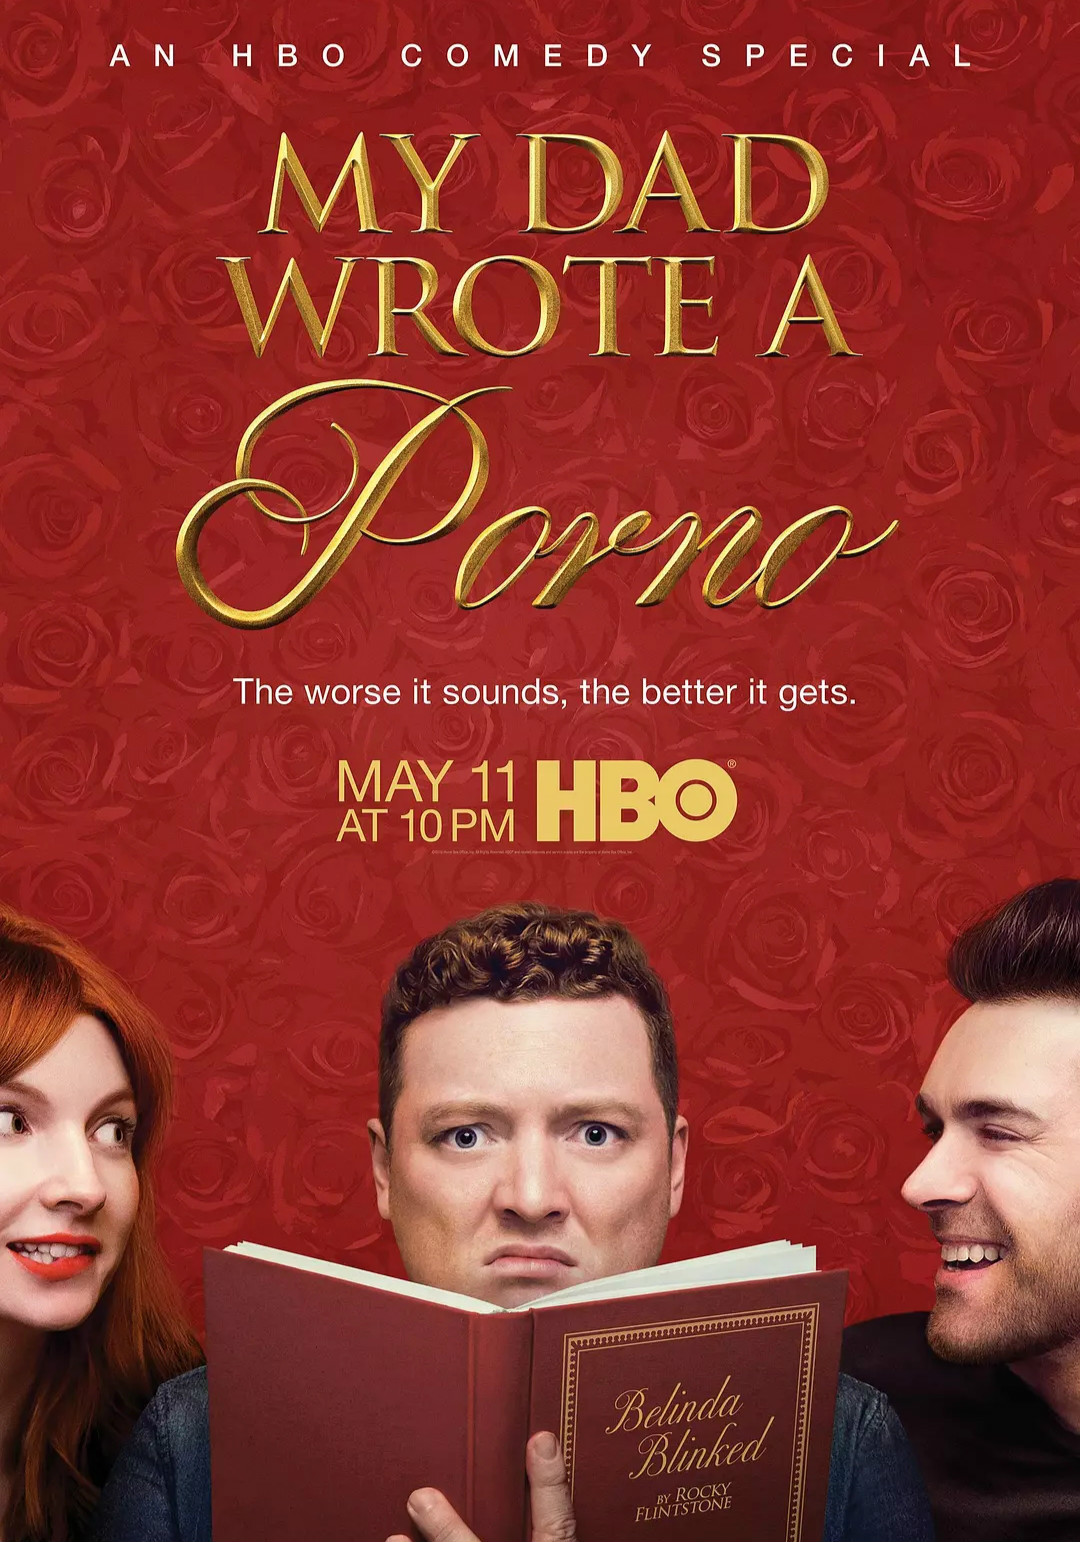 AN HBO COMEDY SPECIAL
MY DAD
WROTE A
Porno
The worse it sounds, the better it gets.
MAY 11
AT 10 PM
HBO®
Belinda
Blinked
BY ROCKY
FLINTSTONE